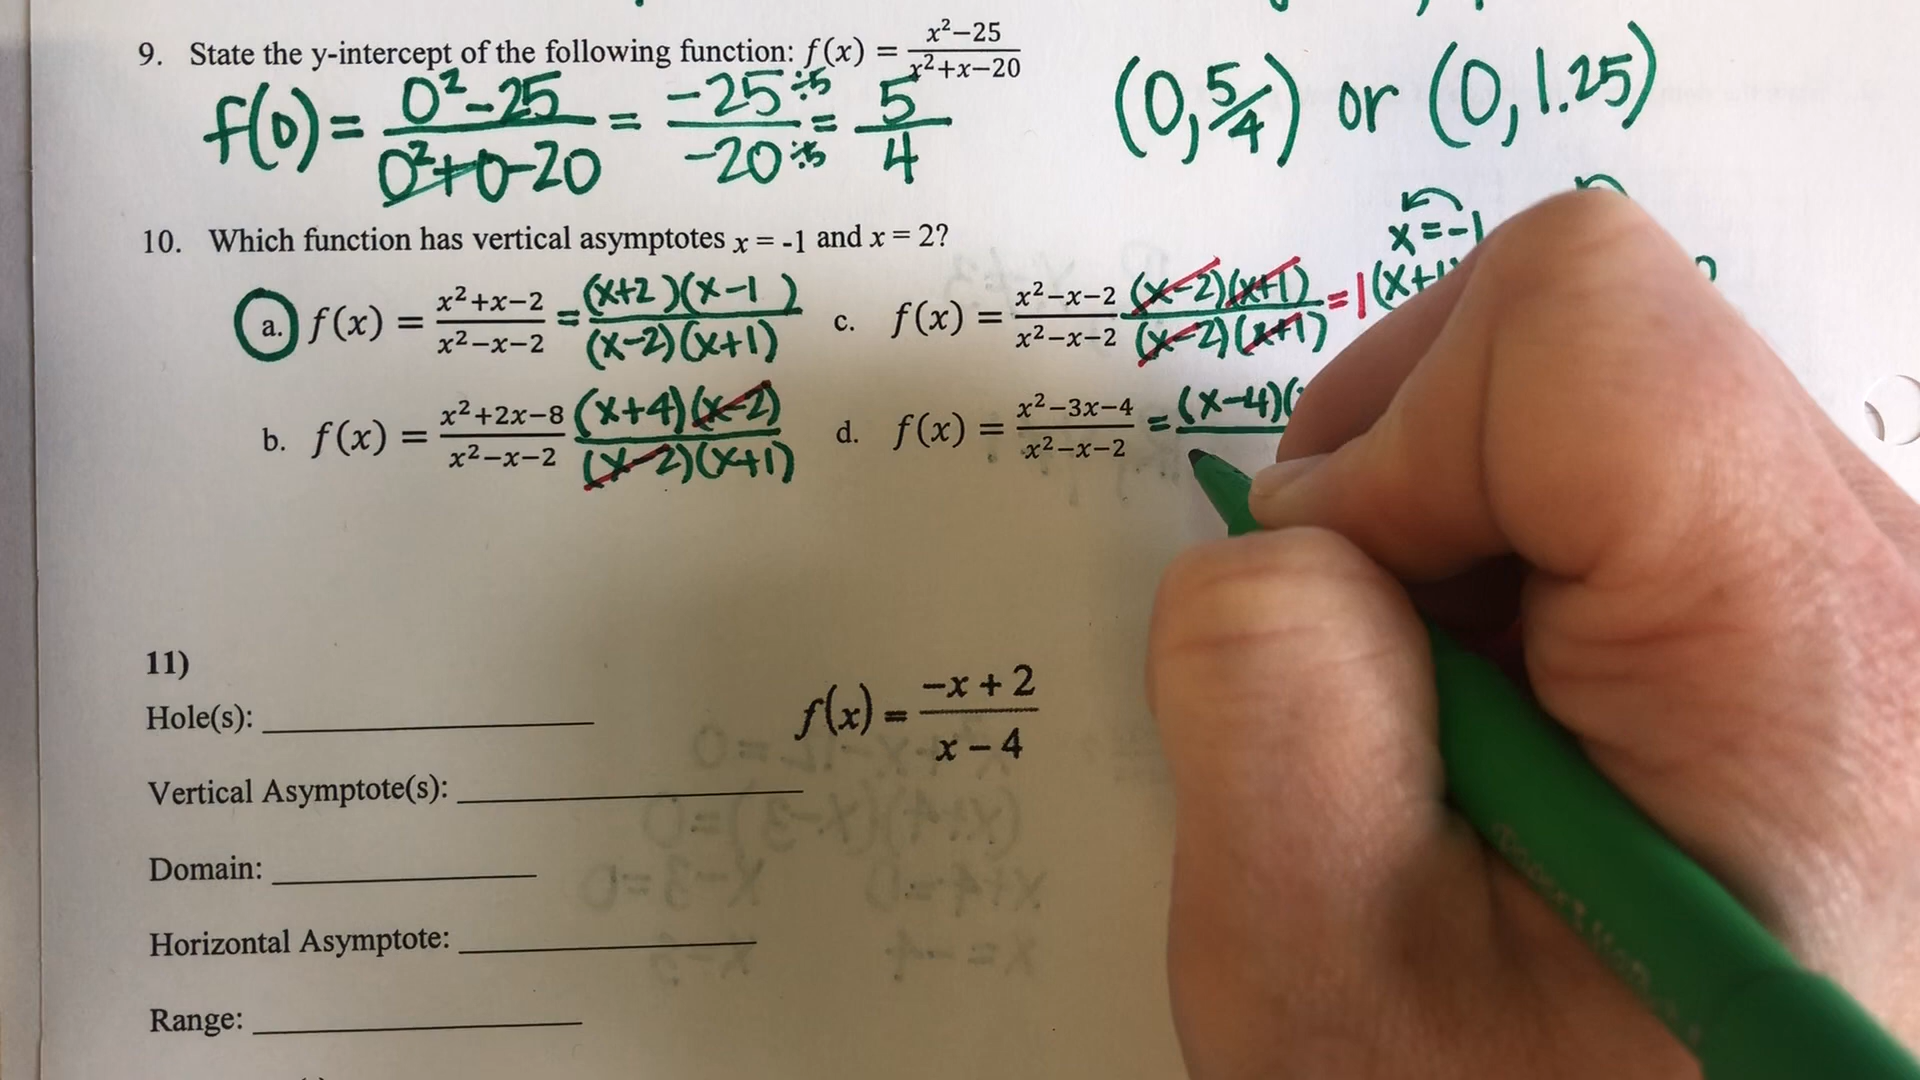 9. State the y-intercept of the following function: f(x) = x²−25 / x²+x−20
f(0) = 0²-25 / 0²+0-20 = -25÷5 / -20÷5 = 5/4 (0, 5/4) or (0, 1.25)
10. Which function has vertical asymptotes x = -1 and x = 2?
x=-1
a. f(x) = x²+x−2 / x²−x−2 = (x+2)(x-1) / (x-2)(x+1)
c. f(x) = x²−x−2 / x²−x−2 (x-2)(x+1) / (x-2)(x+1) = 1 (x+1
b. f(x) = x²+2x−8 / x²−x−2 (x+4)(x-2) / (x-2)(x+1)
d. f(x) = x²−3x−4 / x²−x−2 = (x-4)(
11)
Hole(s):
f(x) = −x + 2 / x − 4
Vertical Asymptote(s):
Domain:
Horizontal Asymptote:
Range: